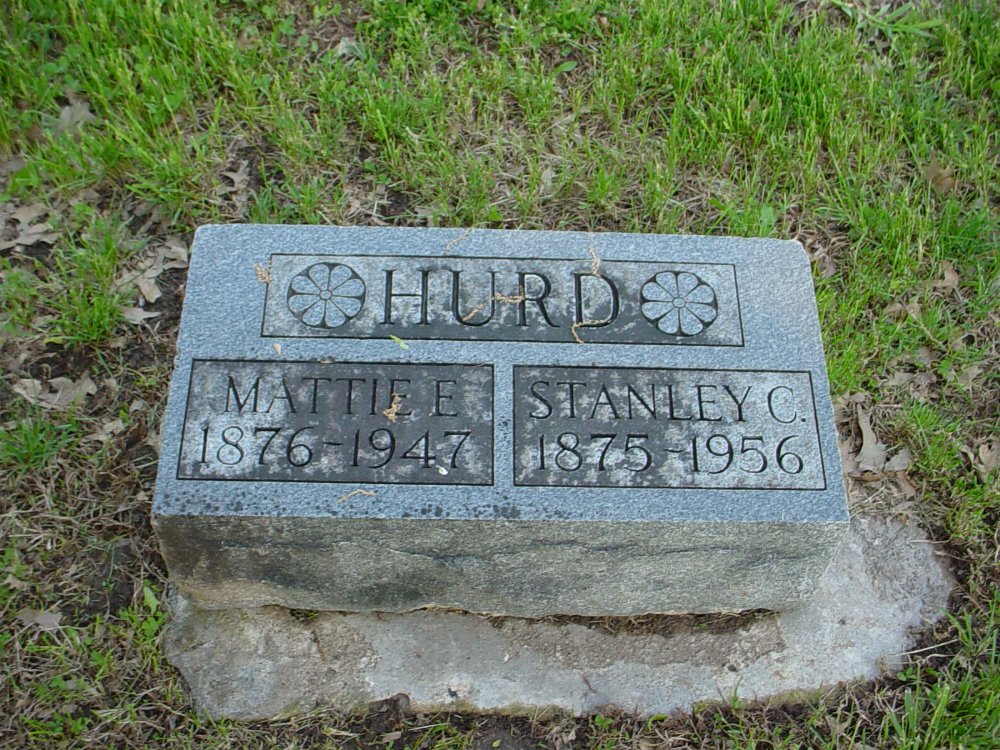 HURD
MATTIE E
1876-1947
STANLEY C.
1875-1956